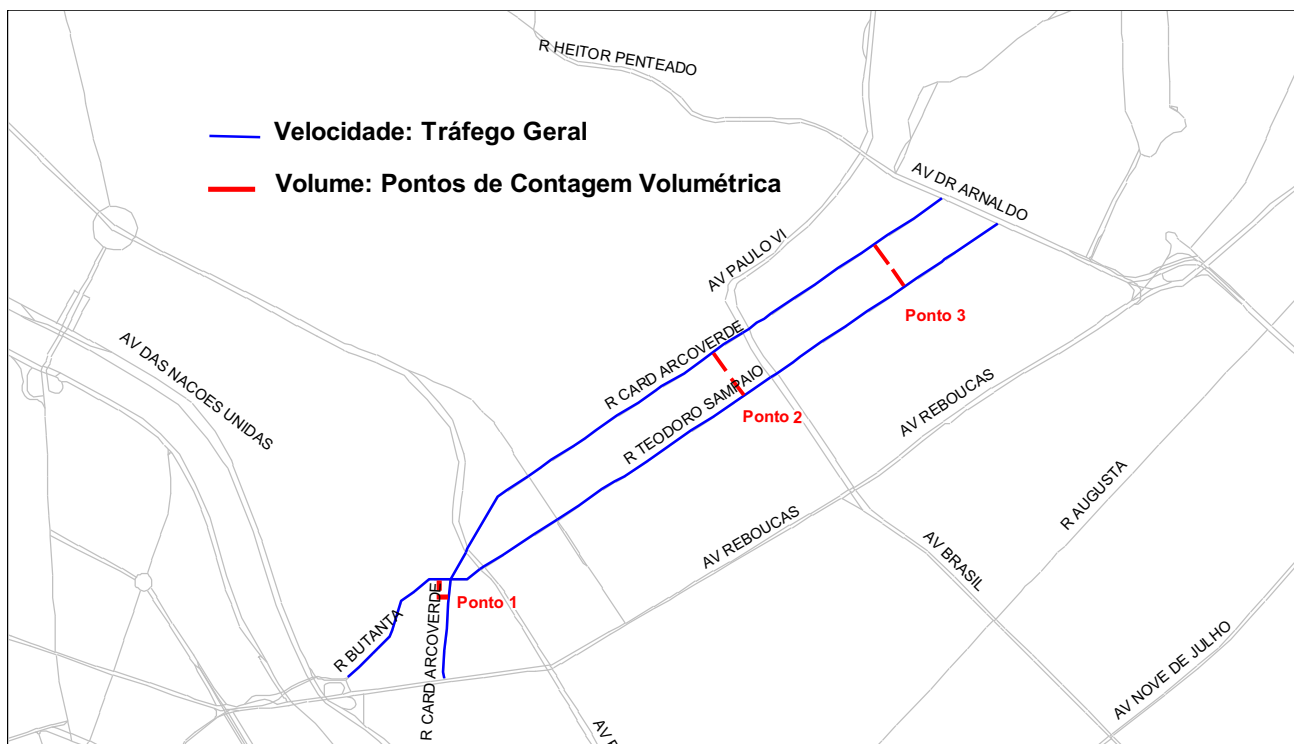 R HEITOR PENTEADO
Velocidade: Tráfego Geral
Volume: Pontos de Contagem Volumétrica
AV DR ARNALDO
AV PAULO VI
Ponto 3
AV DAS NACOES UNIDAS
R CARD ARCOVERDE
R TEODORO SAMPAIO
Ponto 2
AV REBOUCAS
R AUGUSTA
AV REBOUCAS
AV BRASIL
Ponto 1
R BUTANTA
R CARD ARCOVERDE
AV NOVE DE JULHO
AV